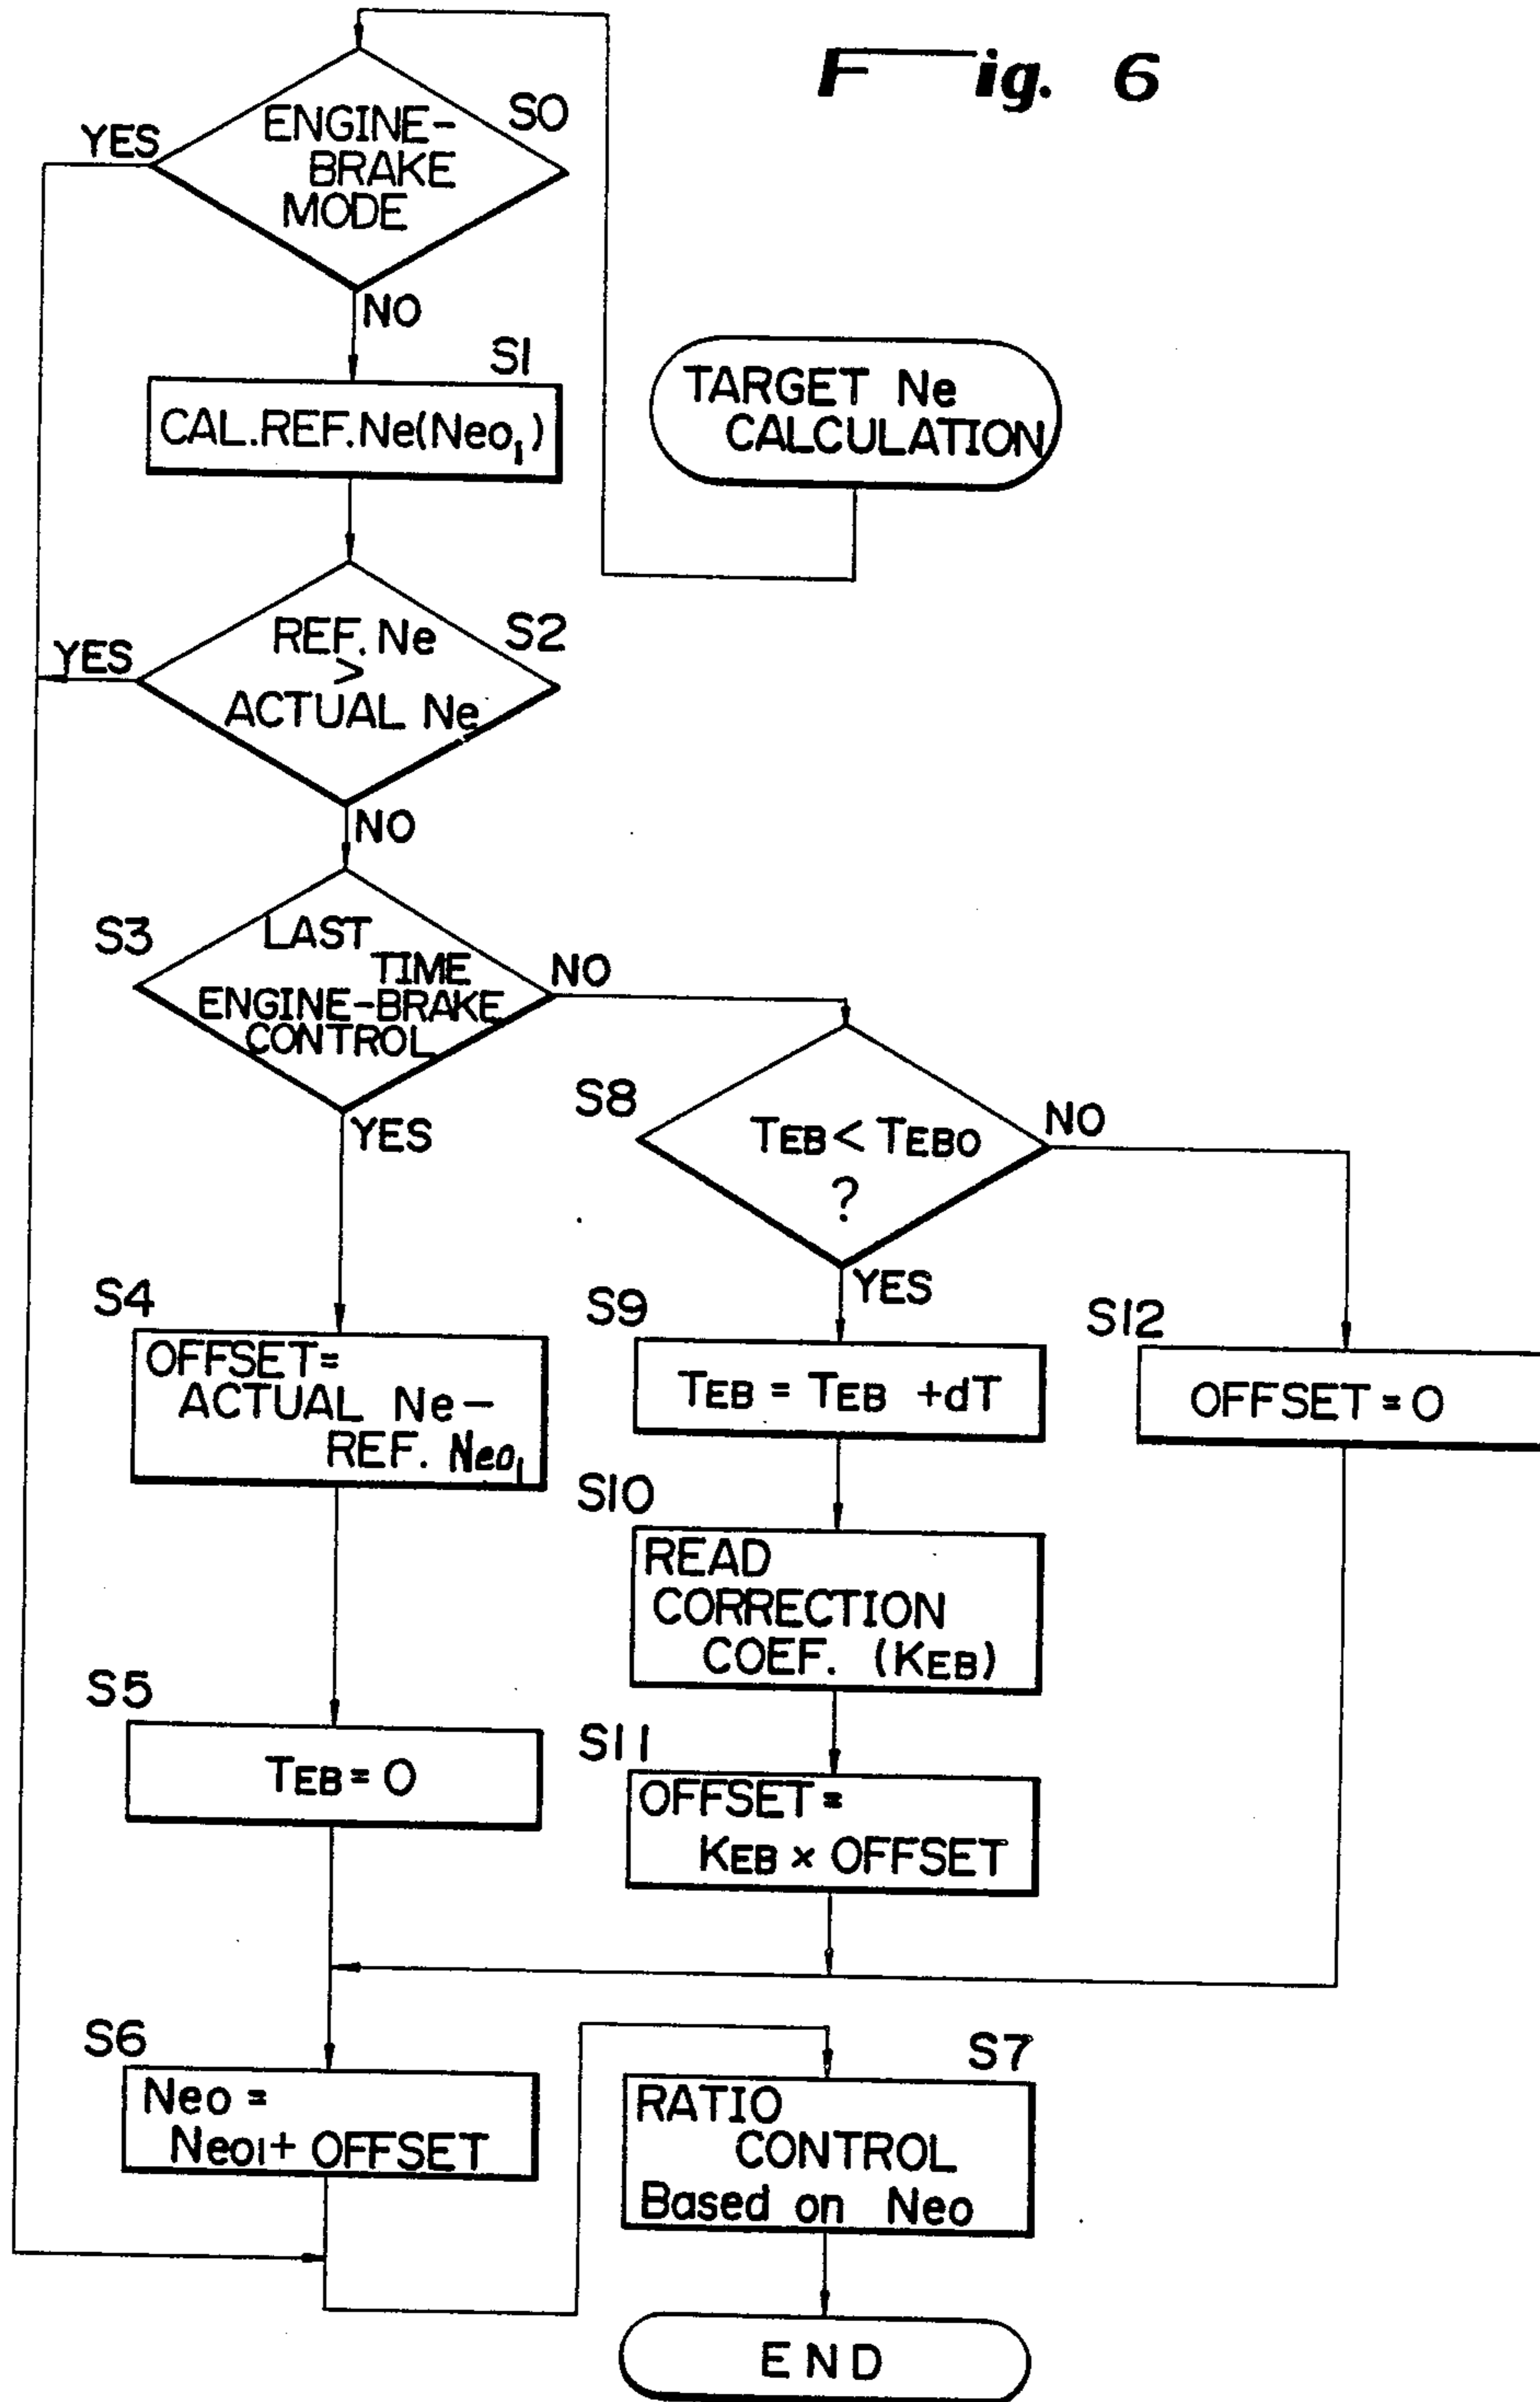 Fig. 6
S0
ENGINE-
BRAKE
MODE
YES
NO
S1
CAL.REF.Ne(Neo1)
TARGET Ne
CALCULATION
S2
REF. Ne
>
ACTUAL Ne
YES
NO
S3
LAST
TIME
ENGINE-BRAKE
CONTROL
NO
YES
S8
TEB < TEBO
?
NO
YES
S4
OFFSET=
ACTUAL Ne-
REF. Neo1
S9
TEB = TEB +dT
S12
OFFSET = 0
S10
READ
CORRECTION
COEF. (KEB)
S5
TEB = 0
S11
OFFSET =
KEB × OFFSET
S6
Neo =
Neo1+ OFFSET
S7
RATIO
CONTROL
Based on Neo
END